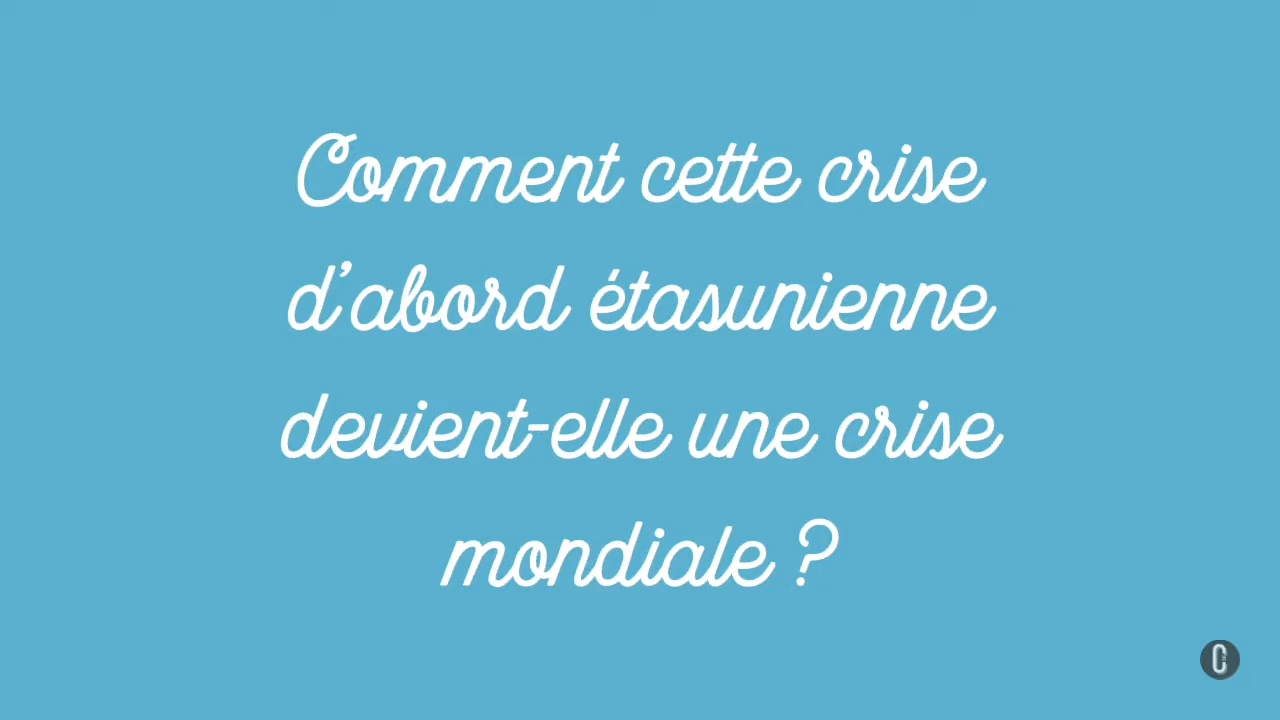 Comment cette crise
d'abord étasunienne
devient-elle une crise
mondiale ?
C